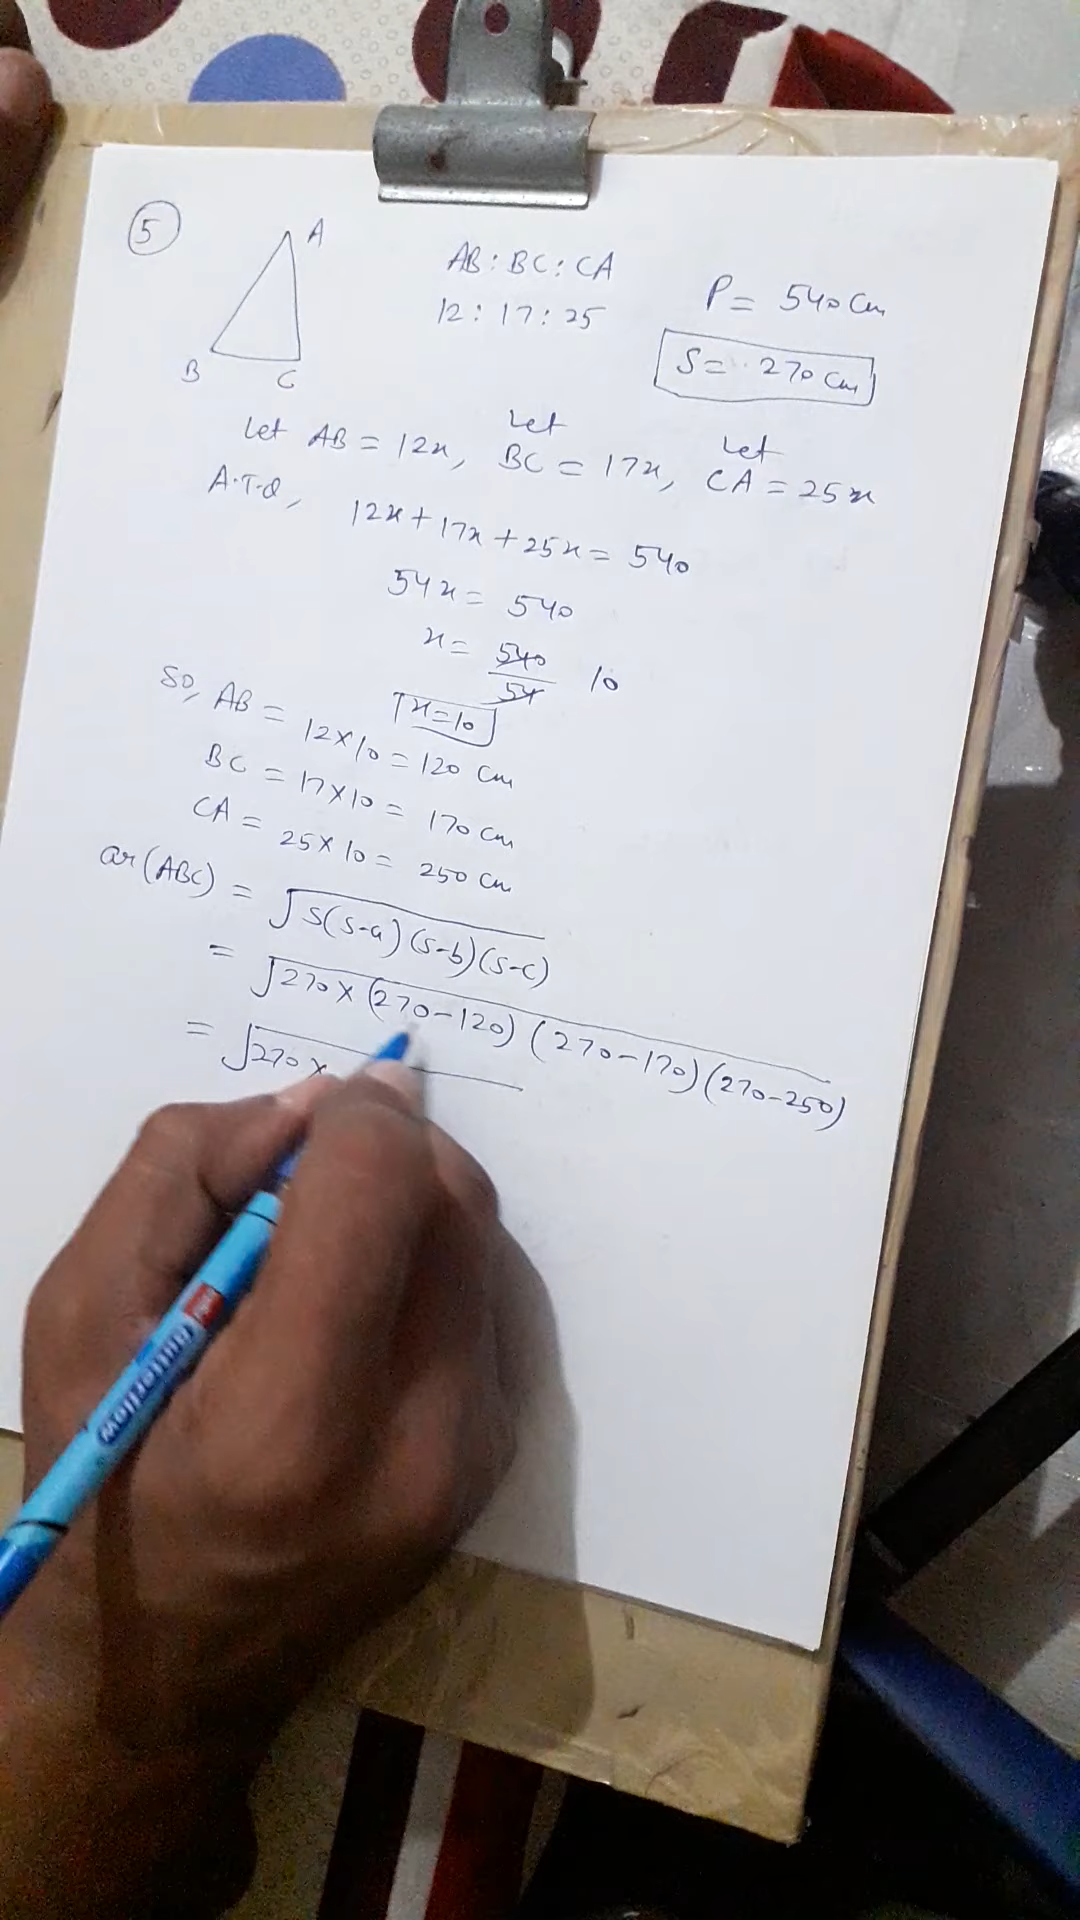 5
A
B
C
AB : BC : CA
12 : 17 : 25
P = 540 cm
S = 270 cm
Let AB = 12x, Let BC = 17x, Let CA = 25x
A.T.Q, 12x + 17x + 25x = 540
54x = 540
x = 540/54 10
x = 10
So, AB = 12 × 10 = 120 cm
BC = 17 × 10 = 170 cm
CA = 25 × 10 = 250 cm
ar(ABC) = √s(s-a)(s-b)(s-c)
= √270 × (270-120)(270-170)(270-250)
= √270 ×
butterflow